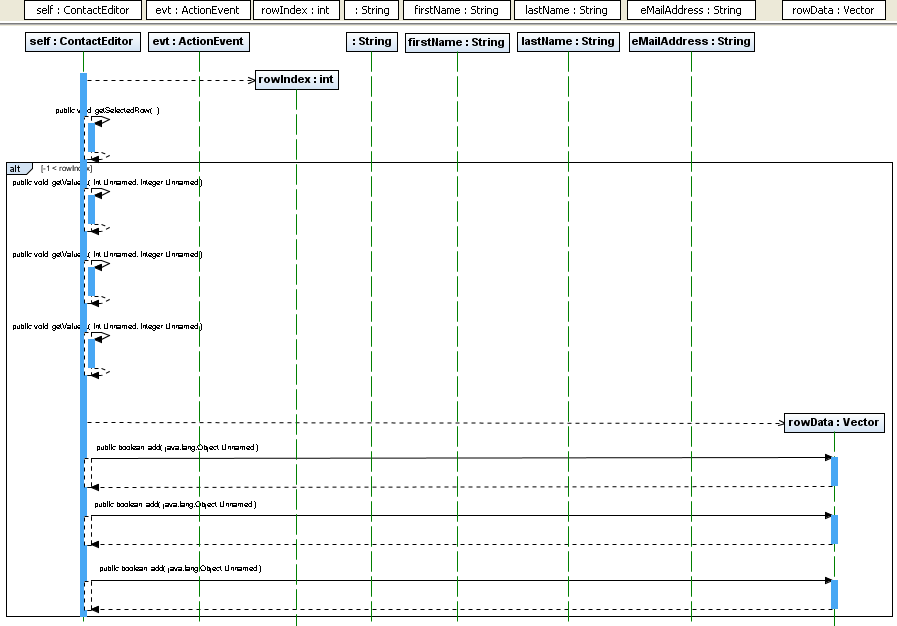 self : ContactEditor
evt : ActionEvent
rowIndex : int
: String
firstName : String
lastName : String
eMailAddress : String
rowData : Vector
self : ContactEditor
evt : ActionEvent
: String
firstName : String
lastName : String
eMailAddress : String
rowIndex : int
public void getSelectedRow( )
alt
[-1 < rowIndex]
public void getValue ( int Unnamed, Integer Unnamed)
public void getValue ( int Unnamed, Integer Unnamed)
public void getValue ( int Unnamed, Integer Unnamed)
rowData : Vector
public boolean add( java.lang.Object Unnamed )
public boolean add( java.lang.Object Unnamed )
public boolean add( java.lang.Object Unnamed )